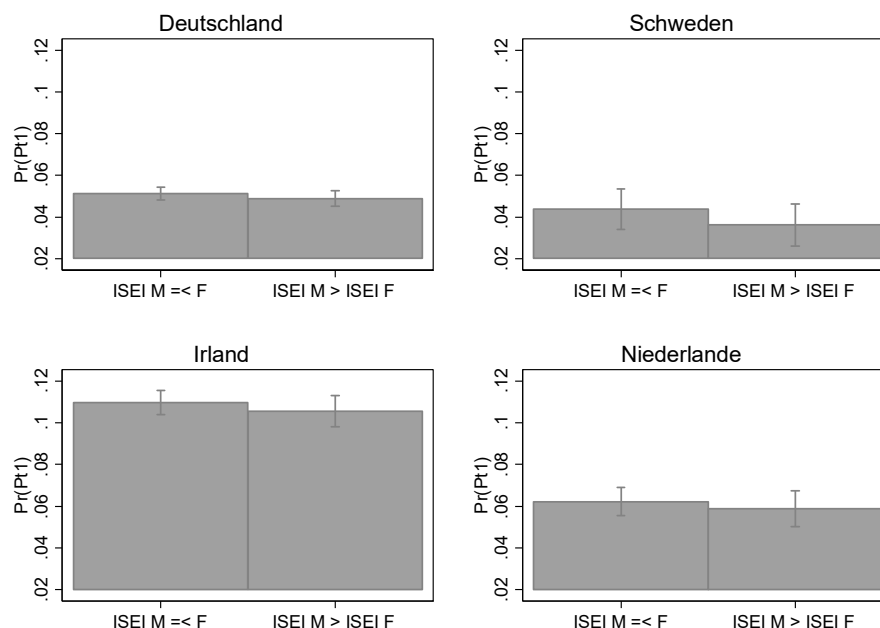 Deutschland
Pr(Pt1)
.12
.1
.08
.06
.04
.02
ISEI M =< F
ISEI M > ISEI F
Schweden
Pr(Pt1)
.12
.1
.08
.06
.04
.02
ISEI M =< F
ISEI M > ISEI F
Irland
Pr(Pt1)
.12
.1
.08
.06
.04
.02
ISEI M =< F
ISEI M > ISEI F
Niederlande
Pr(Pt1)
.12
.1
.08
.06
.04
.02
ISEI M =< F
ISEI M > ISEI F